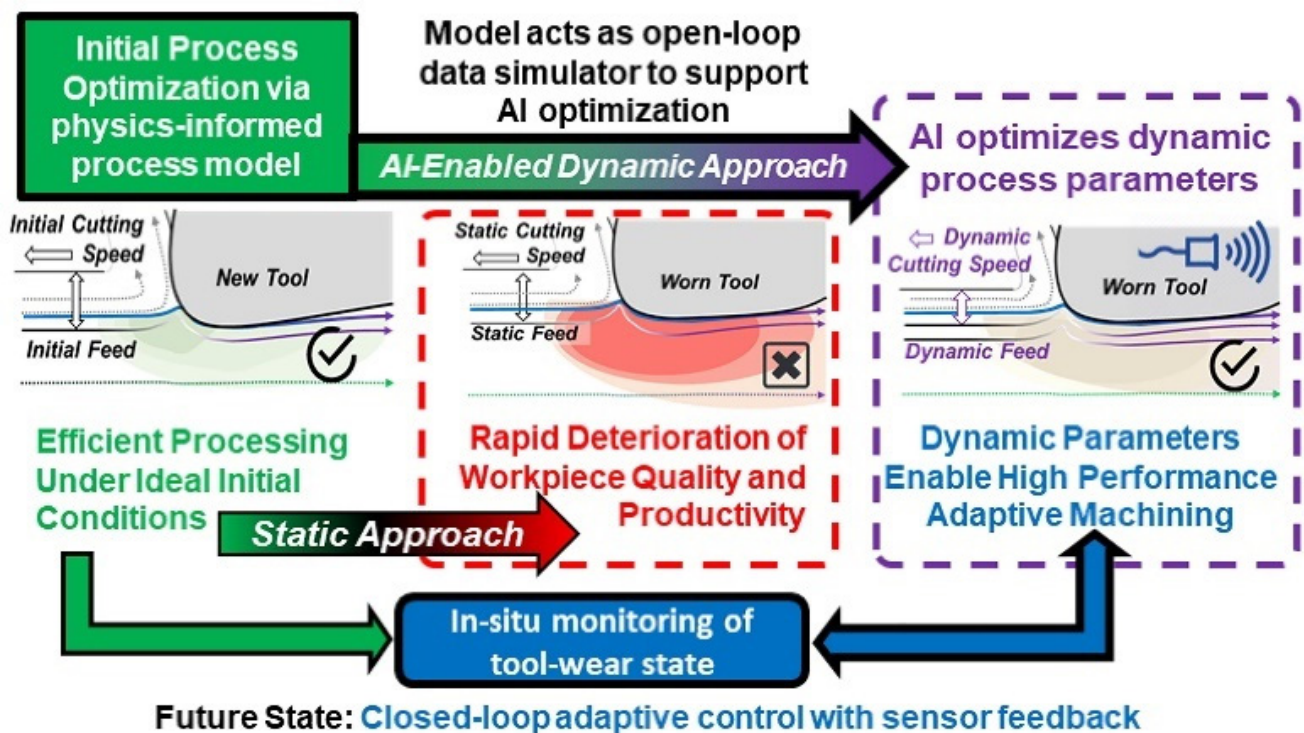 Initial Process
Optimization via
physics-informed
process model
Model acts as open-loop
data simulator to support
AI optimization
AI-Enabled Dynamic Approach
AI optimizes dynamic
process parameters
Initial Cutting
Speed
New Tool
Initial Feed
Static Cutting
Speed
Worn Tool
Static Feed
Dynamic
Cutting Speed
Worn Tool
Dynamic Feed
Efficient Processing
Under Ideal Initial
Conditions
Static Approach
Rapid Deterioration of
Workpiece Quality and
Productivity
Dynamic Parameters
Enable High Performance
Adaptive Machining
In-situ monitoring of
tool-wear state
Future State: Closed-loop adaptive control with sensor feedback